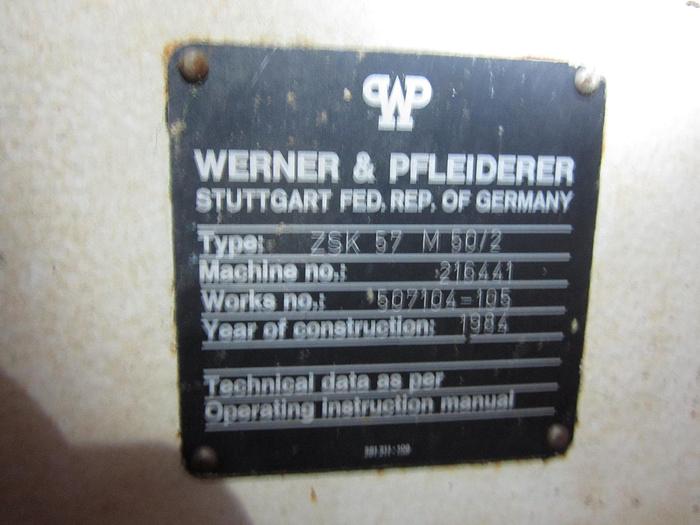 WP
WERNER & PFLEIDERER
STUTTGART FED. REP. OF GERMANY
Type: ZSK 57 M 50/2
Machine no.: 216441
Works no.: 507104-105
Year of construction: 1984
Technical data as per
Operating instruction manual